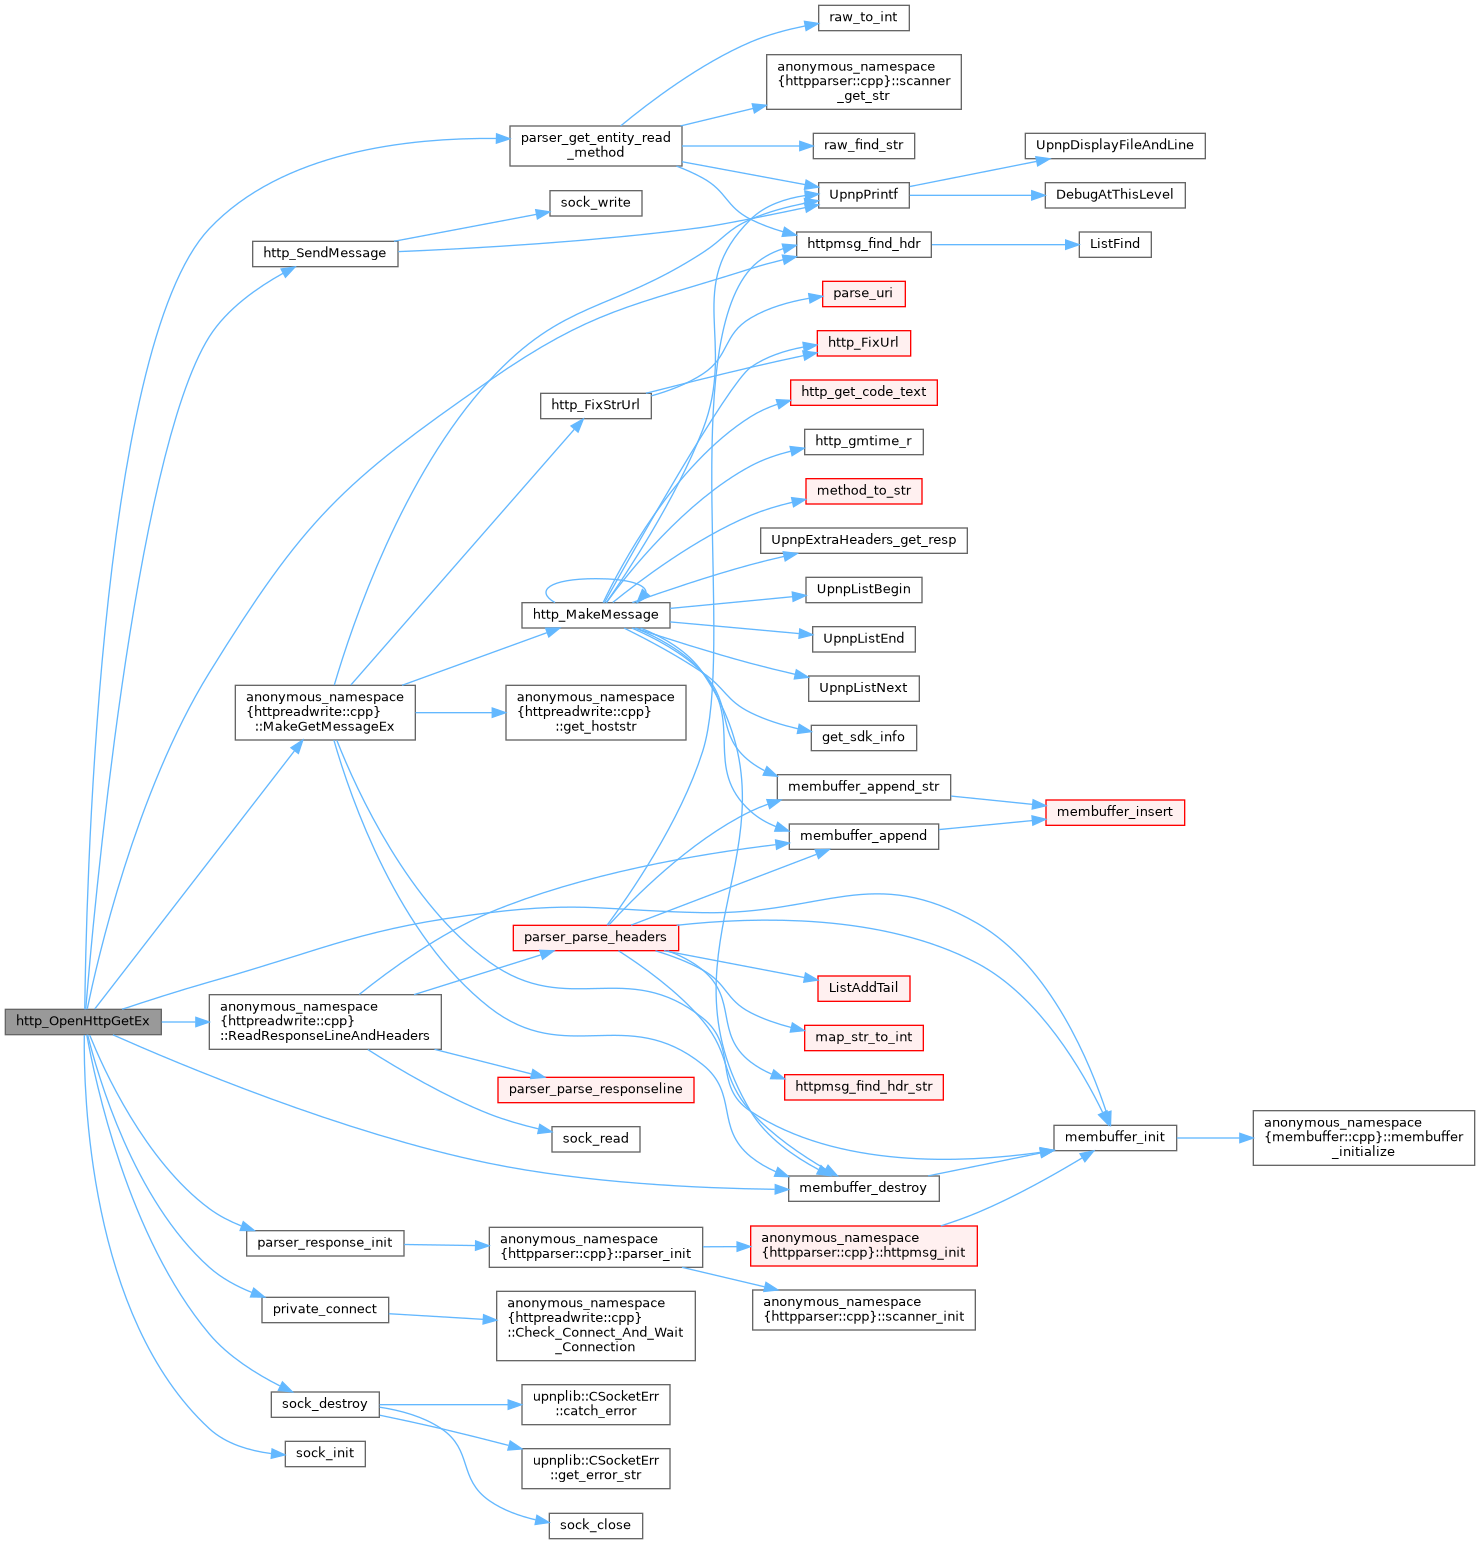 raw_to_int
anonymous_namespace
{httpparser::cpp}::scanner
_get_str
parser_get_entity_read
_method
raw_find_str
UpnpDisplayFileAndLine
UpnpPrintf
DebugAtThisLevel
sock_write
http_SendMessage
httpmsg_find_hdr
ListFind
parse_uri
http_FixUrl
http_FixStrUrl
http_get_code_text
http_gmtime_r
method_to_str
UpnpExtraHeaders_get_resp
http_MakeMessage
UpnpListBegin
UpnpListEnd
UpnpListNext
anonymous_namespace
{httpreadwrite::cpp}
::MakeGetMessageEx
anonymous_namespace
{httpreadwrite::cpp}
::get_hoststr
get_sdk_info
membuffer_append_str
membuffer_insert
membuffer_append
parser_parse_headers
ListAddTail
http_OpenHttpGetEx
anonymous_namespace
{httpreadwrite::cpp}
::ReadResponseLineAndHeaders
map_str_to_int
parser_parse_responseline
httpmsg_find_hdr_str
sock_read
membuffer_init
anonymous_namespace
{membuffer::cpp}::membuffer
_initialize
membuffer_destroy
parser_response_init
anonymous_namespace
{httpparser::cpp}::parser_init
anonymous_namespace
{httpparser::cpp}::httpmsg_init
anonymous_namespace
{httpparser::cpp}::scanner_init
private_connect
anonymous_namespace
{httpreadwrite::cpp}
::Check_Connect_And_Wait
_Connection
sock_destroy
upnplib::CSocketErr
::catch_error
sock_init
upnplib::CSocketErr
::get_error_str
sock_close